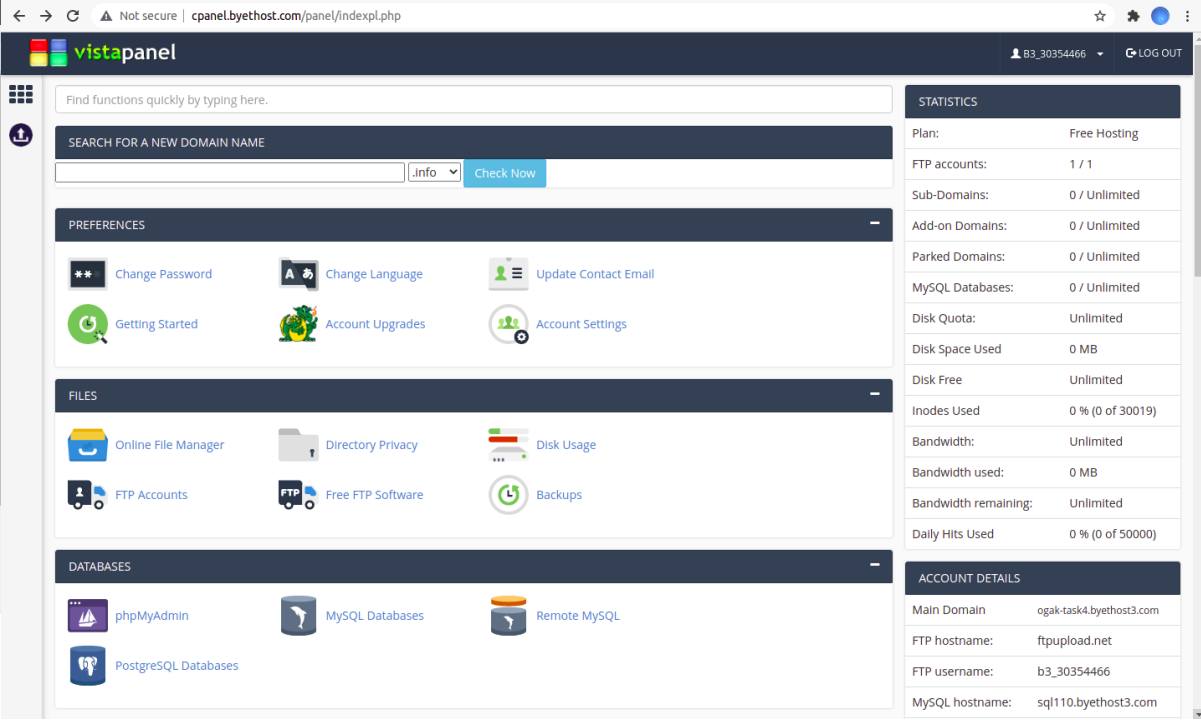 Not secure | cpanel.byethost.com/panel/indexpl.php
vistapanel
B3_30354466
LOG OUT
Find functions quickly by typing here.
SEARCH FOR A NEW DOMAIN NAME
.info
Check Now
PREFERENCES
Change Password
Change Language
Update Contact Email
Getting Started
Account Upgrades
Account Settings
FILES
Online File Manager
Directory Privacy
Disk Usage
FTP Accounts
FTP
Free FTP Software
Backups
DATABASES
phpMyAdmin
MySQL Databases
Remote MySQL
PostgreSQL Databases
STATISTICS
Plan: Free Hosting
FTP accounts: 1 / 1
Sub-Domains: 0 / Unlimited
Add-on Domains: 0 / Unlimited
Parked Domains: 0 / Unlimited
MySQL Databases: 0 / Unlimited
Disk Quota: Unlimited
Disk Space Used 0 MB
Disk Free Unlimited
Inodes Used 0 % (0 of 30019)
Bandwidth: Unlimited
Bandwidth used: 0 MB
Bandwidth remaining: Unlimited
Daily Hits Used 0 % (0 of 50000)
ACCOUNT DETAILS
Main Domain ogak-task4.byethost3.com
FTP hostname: ftpupload.net
FTP username: b3_30354466
MySQL hostname: sql110.byethost3.com